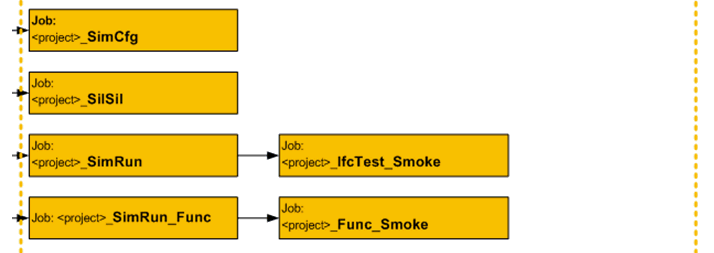 Job:
<project>_SimCfg
Job:
<project>_SilSil
Job:
<project>_SimRun
Job:
<project>_IfcTest_Smoke
Job: <project>_SimRun_Func
Job:
<project>_Func_Smoke